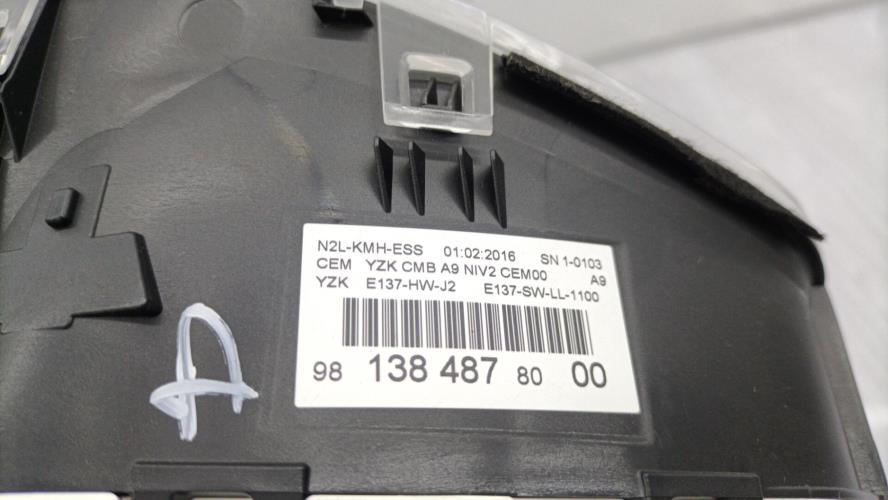 N2L-KMH-ESS 01:02:2016 SN 1-0103
CEM YZK CMB A9 NIV2 CEM00 A9
YZK E137-HW-J2 E137-SW-LL-1100
98 138 487 80 00
A